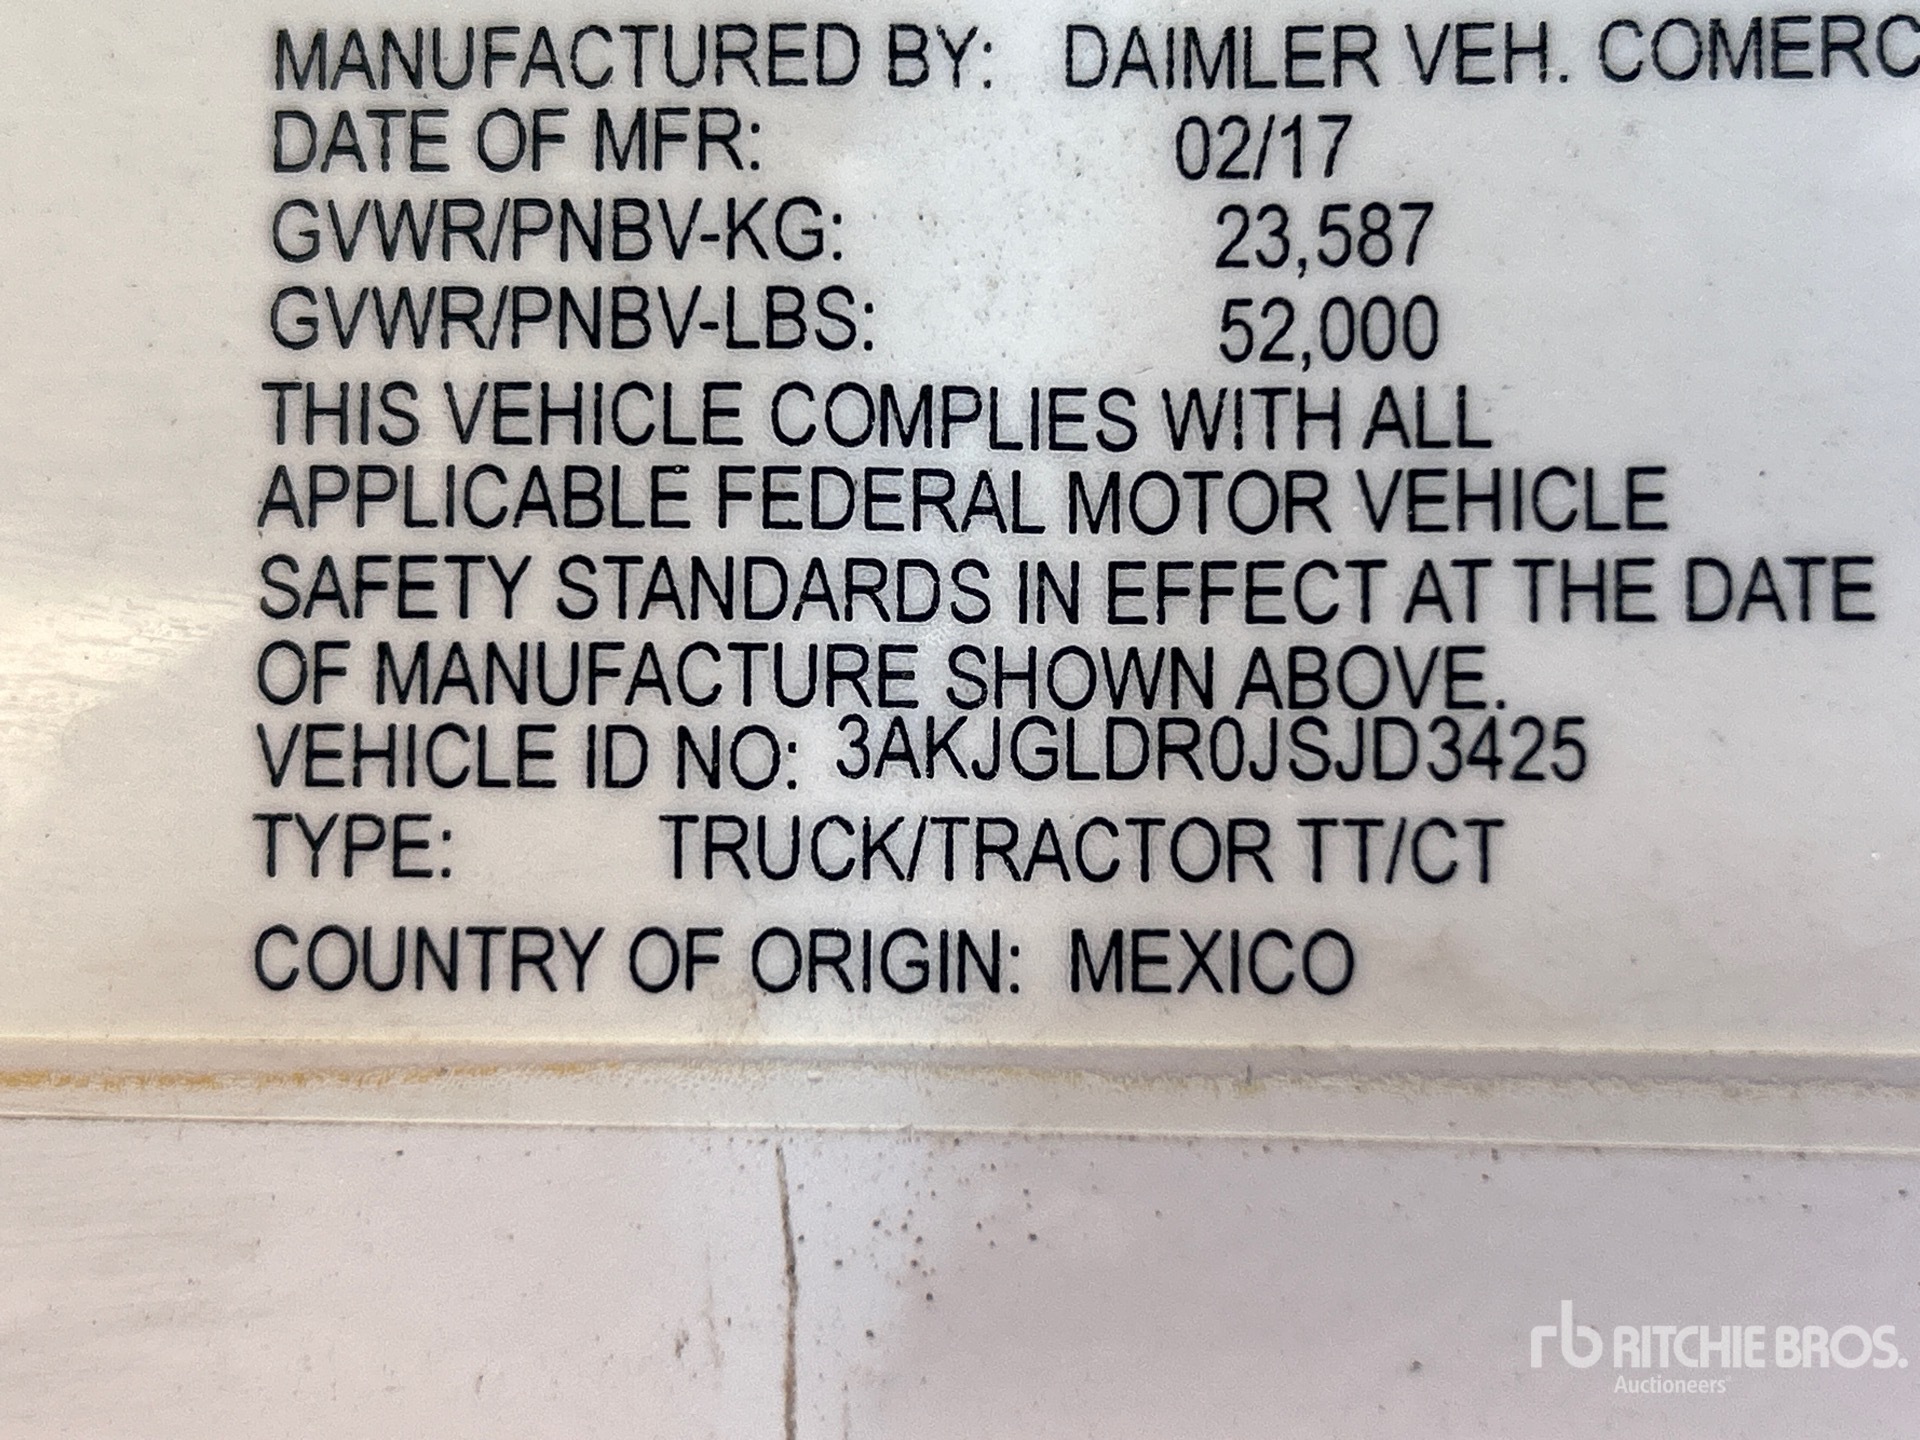 MANUFACTURED BY: DAIMLER VEH. COMERC
DATE OF MFR: 02/17
GVWR/PNBV-KG: 23,587
GVWR/PNBV-LBS: 52,000
THIS VEHICLE COMPLIES WITH ALL
APPLICABLE FEDERAL MOTOR VEHICLE
SAFETY STANDARDS IN EFFECT AT THE DATE
OF MANUFACTURE SHOWN ABOVE.
VEHICLE ID NO: 3AKJGLDR0JSJD3425
TYPE: TRUCK/TRACTOR TT/CT
COUNTRY OF ORIGIN: MEXICO
rb RITCHIE BROS.
Auctioneers